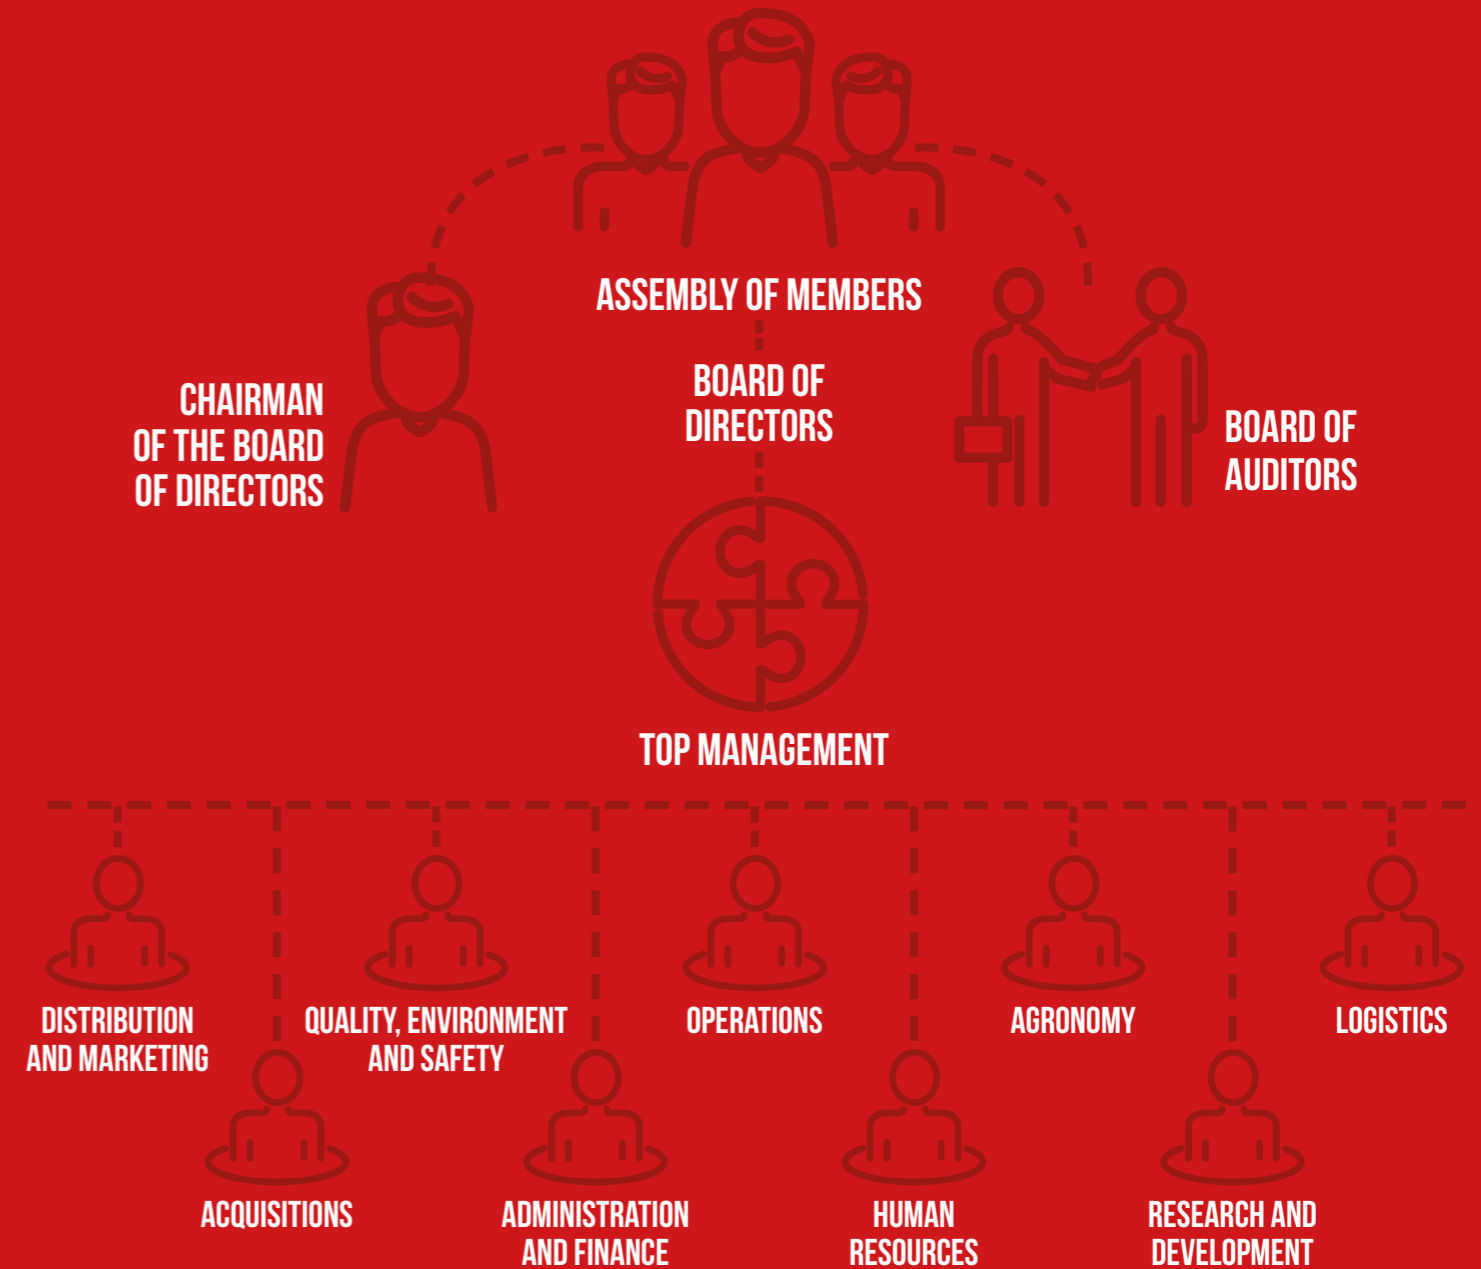 ASSEMBLY OF MEMBERS
CHAIRMAN
OF THE BOARD
OF DIRECTORS
BOARD OF
DIRECTORS
BOARD OF
AUDITORS
TOP MANAGEMENT
DISTRIBUTION
AND MARKETING
QUALITY, ENVIRONMENT
AND SAFETY
OPERATIONS
AGRONOMY
LOGISTICS
ACQUISITIONS
ADMINISTRATION
AND FINANCE
HUMAN
RESOURCES
RESEARCH AND
DEVELOPMENT